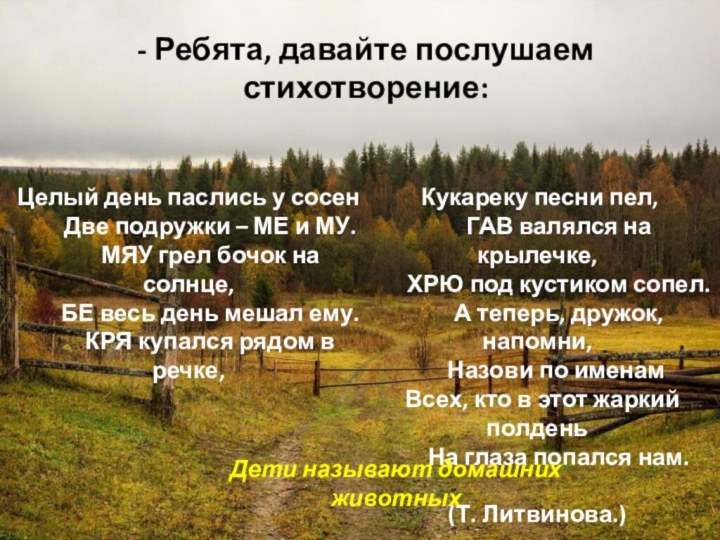 - Ребята, давайте послушаем
стихотворение:
Целый день паслись у сосен
Две подружки – МЕ и МУ.
МЯУ грел бочок на
солнце,
БЕ весь день мешал ему.
КРЯ купался рядом в
речке,
Кукареку песни пел,
ГАВ валялся на
крылечке,
ХРЮ под кустиком сопел.
А теперь, дружок,
напомни,
Назови по именам
Всех, кто в этот жаркий
полдень
На глаза попался нам.
(Т. Литвинова.)
Дети называют домашних
животных